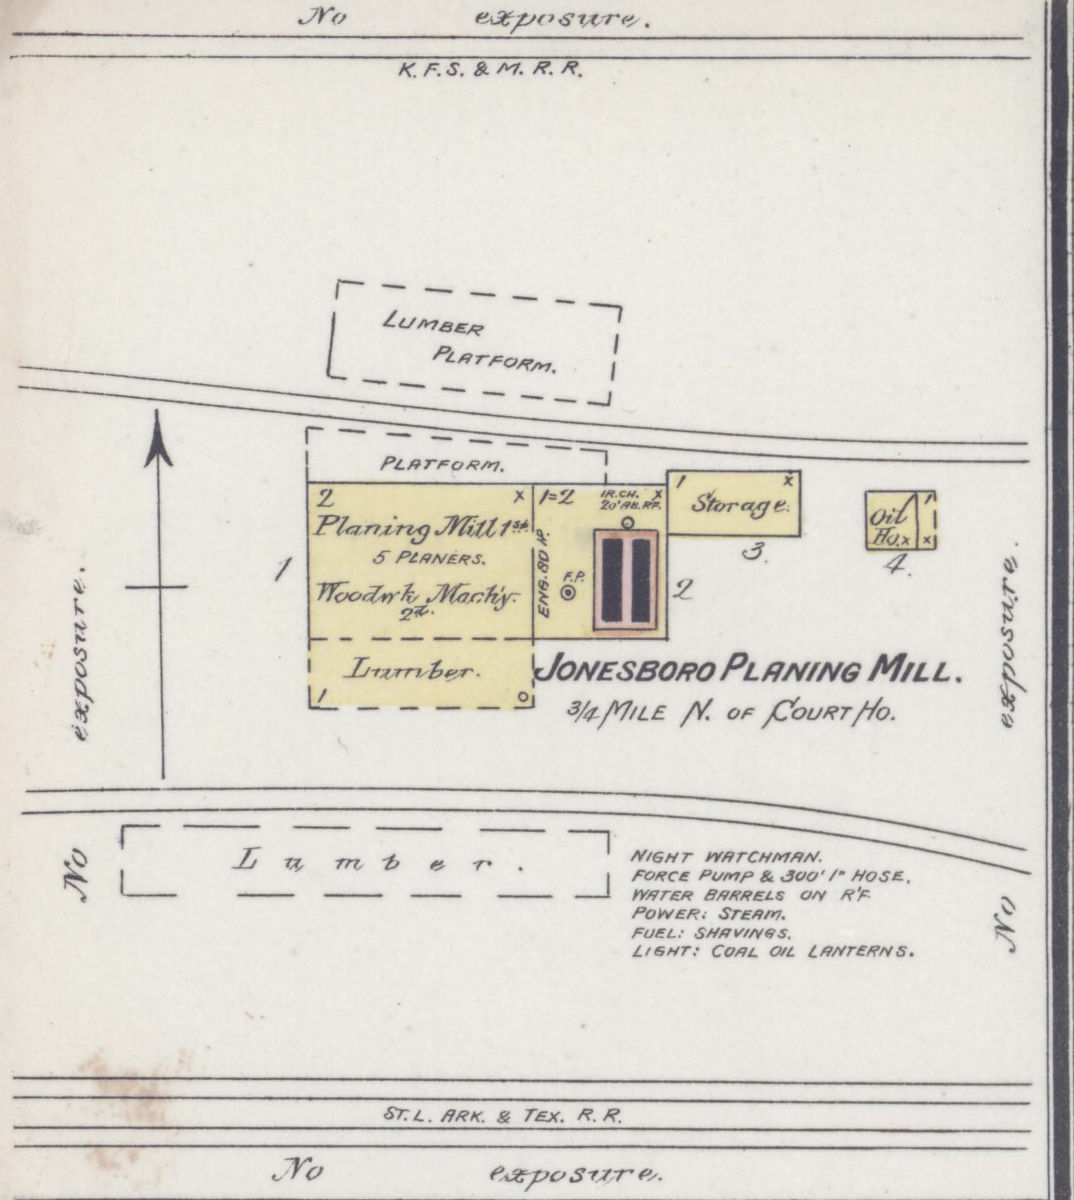 No exposure.
K. F. S. & M. R. R.
LUMBER
PLATFORM.
PLATFORM.
2 x
Planing Mill 1st
5 PLANERS.
Woodwk Machy.
2d.
1
Lumber.
1
1=2
IR. CH. x
20' AB. RF.
ENG. 80 H.P.
F.P.
2
1 x
Storage.
3.
1
Oil
Ho. x x
4.
JONESBORO PLANING MILL.
3/4 MILE N. OF COURT HO.
No exposure.
No exposure.
Lumber.
NIGHT WATCHMAN.
FORCE PUMP & 300' 1" HOSE.
WATER BARRELS ON R'F.
POWER: STEAM.
FUEL: SHAVINGS.
LIGHT: COAL OIL LANTERNS.
ST. L. ARK. & TEX. R. R.
No exposure.